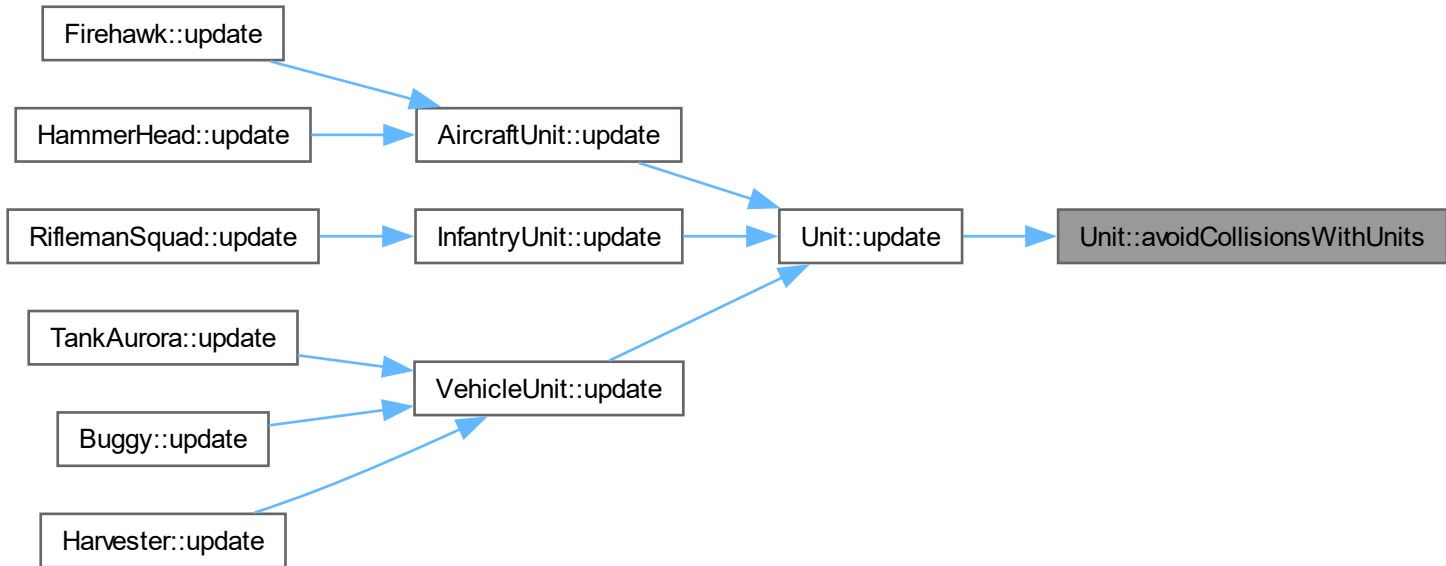 Firehawk::update
HammerHead::update
AircraftUnit::update
RiflemanSquad::update
InfantryUnit::update
Unit::update
Unit::avoidCollisionsWithUnits
TankAurora::update
VehicleUnit::update
Buggy::update
Harvester::update